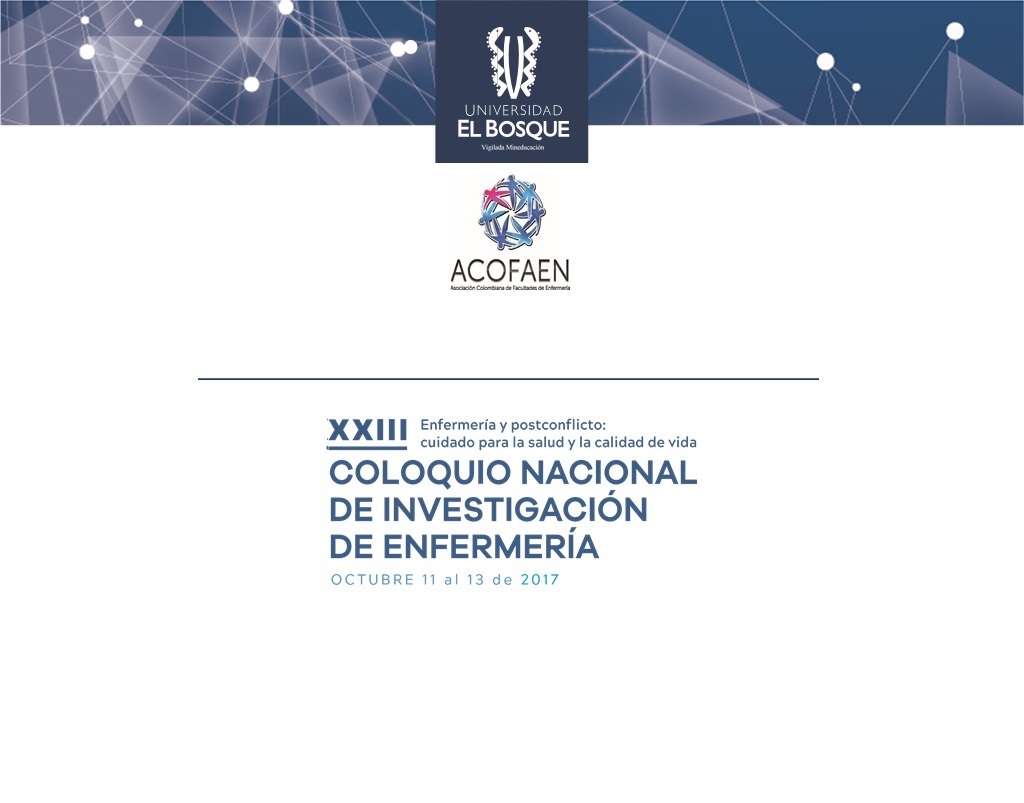 UNIVERSIDAD
EL BOSQUE
Vigilada Mineducación
ACOFAEN
Asociación Colombiana de Facultades de Enfermería
XXIII
Enfermería y postconflicto:
cuidado para la salud y la calidad de vida
COLOQUIO NACIONAL
DE INVESTIGACIÓN
DE ENFERMERÍA
OCTUBRE 11 al 13 de 2017